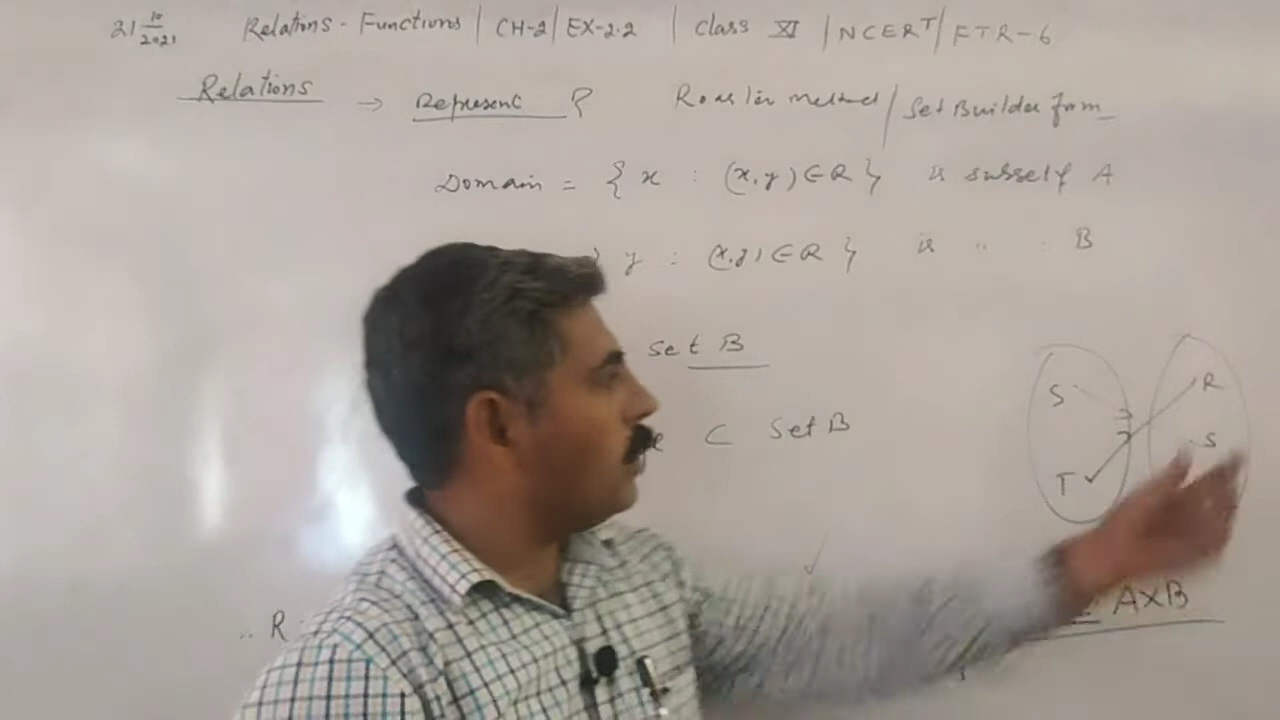 21 10/2021 Relations - Functions | CH-2 | EX-2.2 | Class XI | NCERT | FTR-6
Relations → Represent ? Roaster method / Set Builder form
Domain = { x : (x, y) ∈ R } is subset of A
y : (x, y) ∈ R } is " : B
Set B
⊂ Set B
S R
S
T
R
A×B